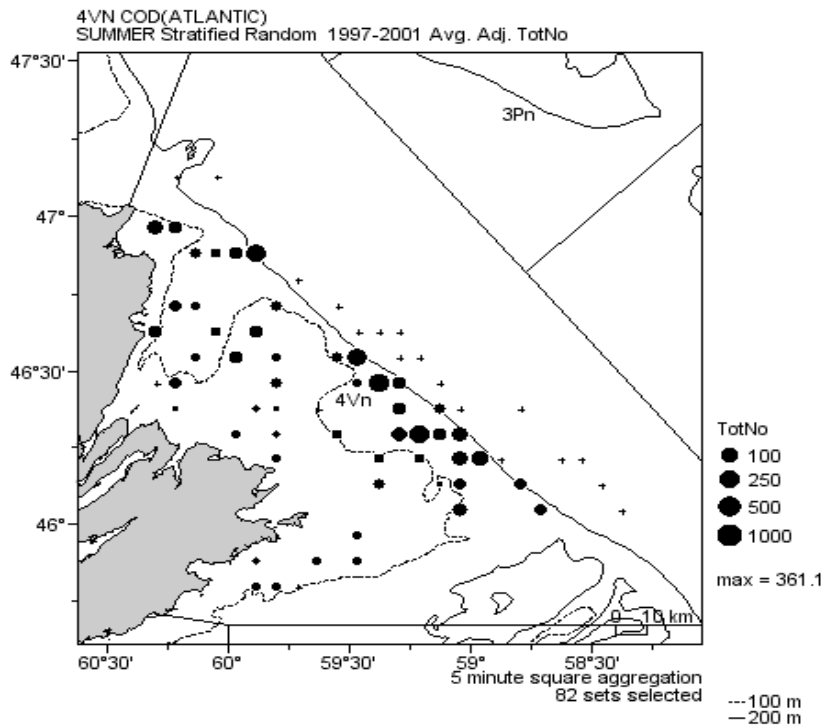 4VN COD(ATLANTIC)
SUMMER Stratified Random 1997-2001 Avg. Adj. TotNo
47°30'
3Pn
47°
46°30'
4Vn
46°
TotNo
100
250
500
1000
max = 361.1
0 10 km
60°30' 60° 59°30' 59° 58°30'
5 minute square aggregation
82 sets selected
---100 m
—200 m